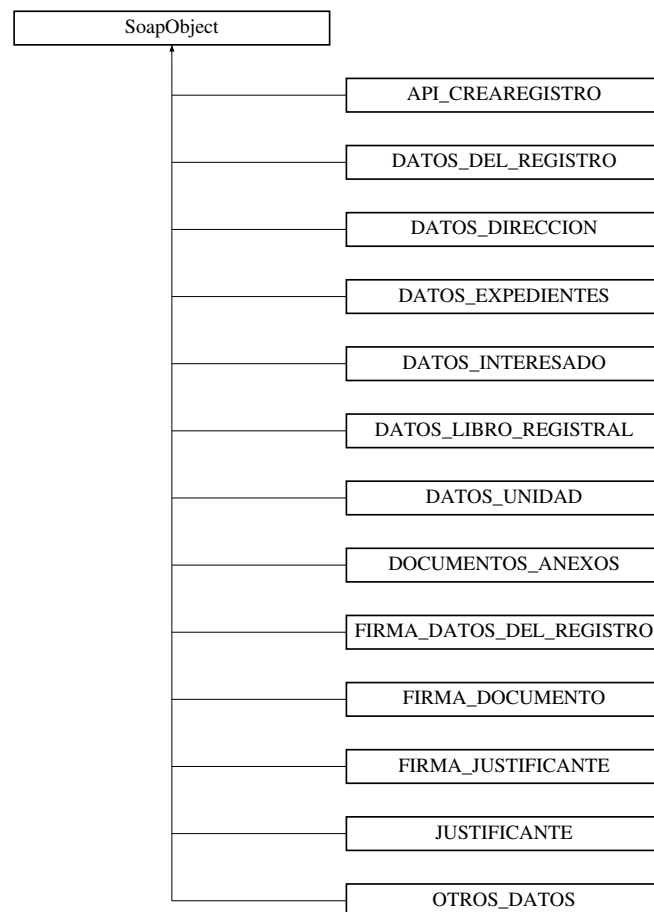 SoapObject
API_CREAREGISTRO
DATOS_DEL_REGISTRO
DATOS_DIRECCION
DATOS_EXPEDIENTES
DATOS_INTERESADO
DATOS_LIBRO_REGISTRAL
DATOS_UNIDAD
DOCUMENTOS_ANEXOS
FIRMA_DATOS_DEL_REGISTRO
FIRMA_DOCUMENTO
FIRMA_JUSTIFICANTE
JUSTIFICANTE
OTROS_DATOS